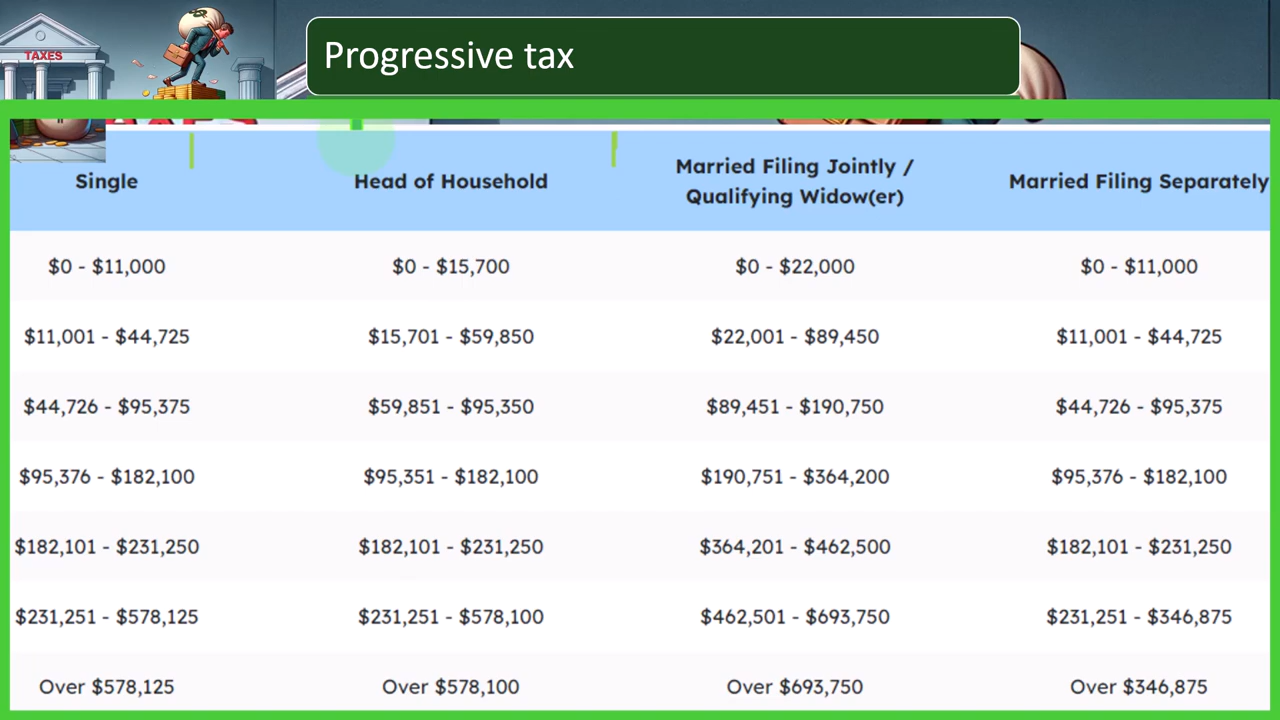 TAXES
Progressive tax
Single
Head of Household
Married Filing Jointly /
Qualifying Widow(er)
Married Filing Separately
$0 - $11,000
$0 - $15,700
$0 - $22,000
$0 - $11,000
$11,001 - $44,725
$15,701 - $59,850
$22,001 - $89,450
$11,001 - $44,725
$44,726 - $95,375
$59,851 - $95,350
$89,451 - $190,750
$44,726 - $95,375
$95,376 - $182,100
$95,351 - $182,100
$190,751 - $364,200
$95,376 - $182,100
$182,101 - $231,250
$182,101 - $231,250
$364,201 - $462,500
$182,101 - $231,250
$231,251 - $578,125
$231,251 - $578,100
$462,501 - $693,750
$231,251 - $346,875
Over $578,125
Over $578,100
Over $693,750
Over $346,875